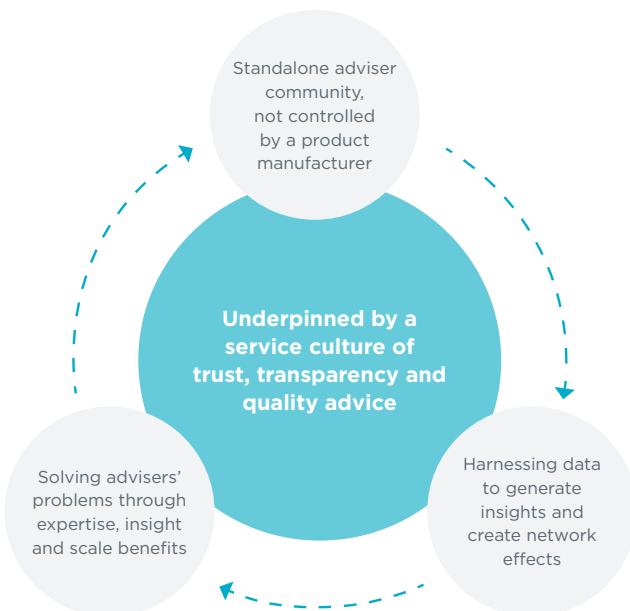 Standalone adviser
community,
not controlled
by a product
manufacturer
Underpinned by a
service culture of
trust, transparency and
quality advice
Harnessing data
to generate
insights and
create network
effects
Solving advisers’
problems through
expertise, insight
and scale benefits